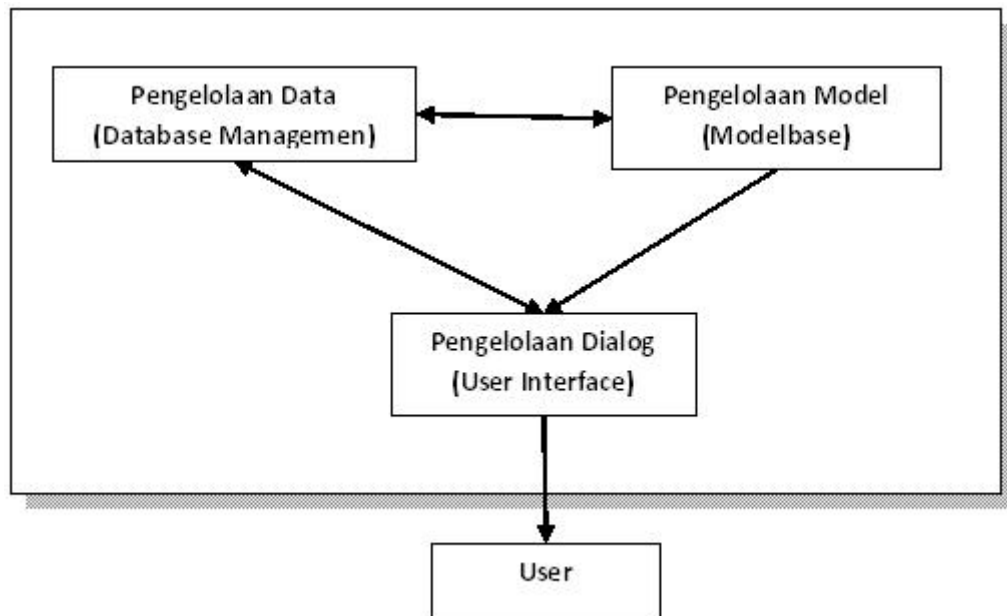 Pengelolaan Data
(Database Managemen)
Pengelolaan Model
(Modelbase)
Pengelolaan Dialog
(User Interface)
User